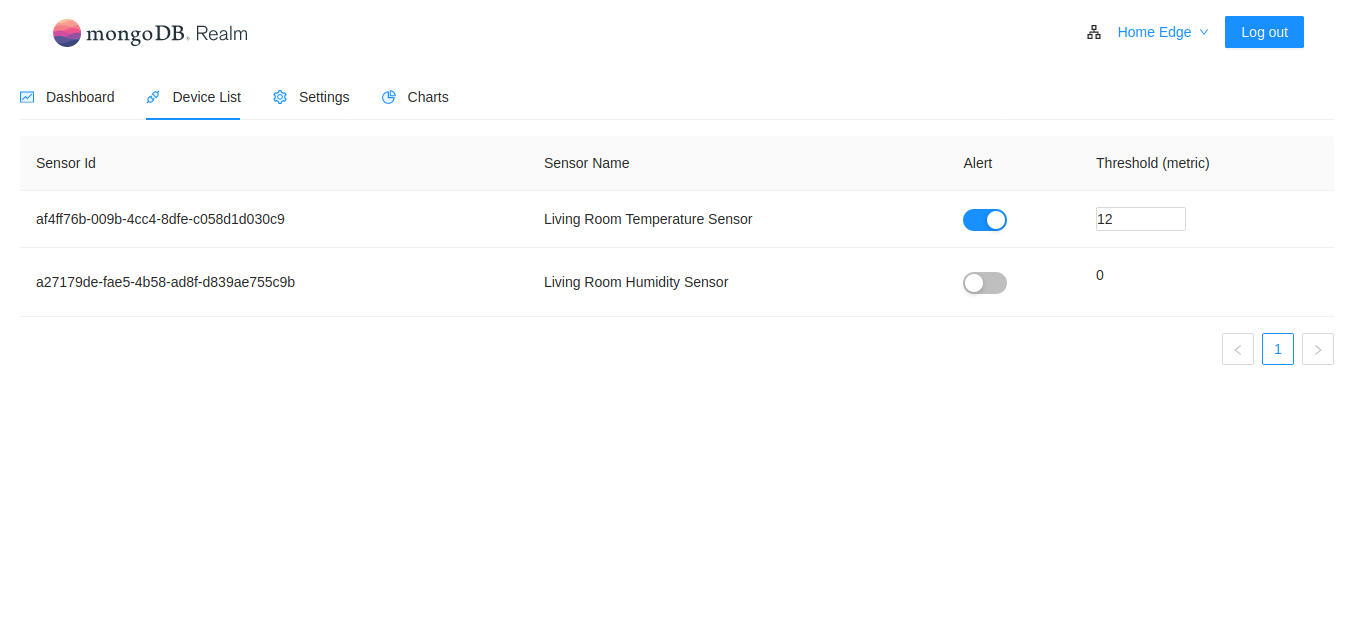 mongoDB. Realm
Home Edge
Log out
Dashboard
Device List
Settings
Charts
Sensor Id Sensor Name Alert Threshold (metric)
af4ff76b-009b-4cc4-8dfe-c058d1d030c9 Living Room Temperature Sensor 12
a27179de-fae5-4b58-ad8f-d839ae755c9b Living Room Humidity Sensor 0
1